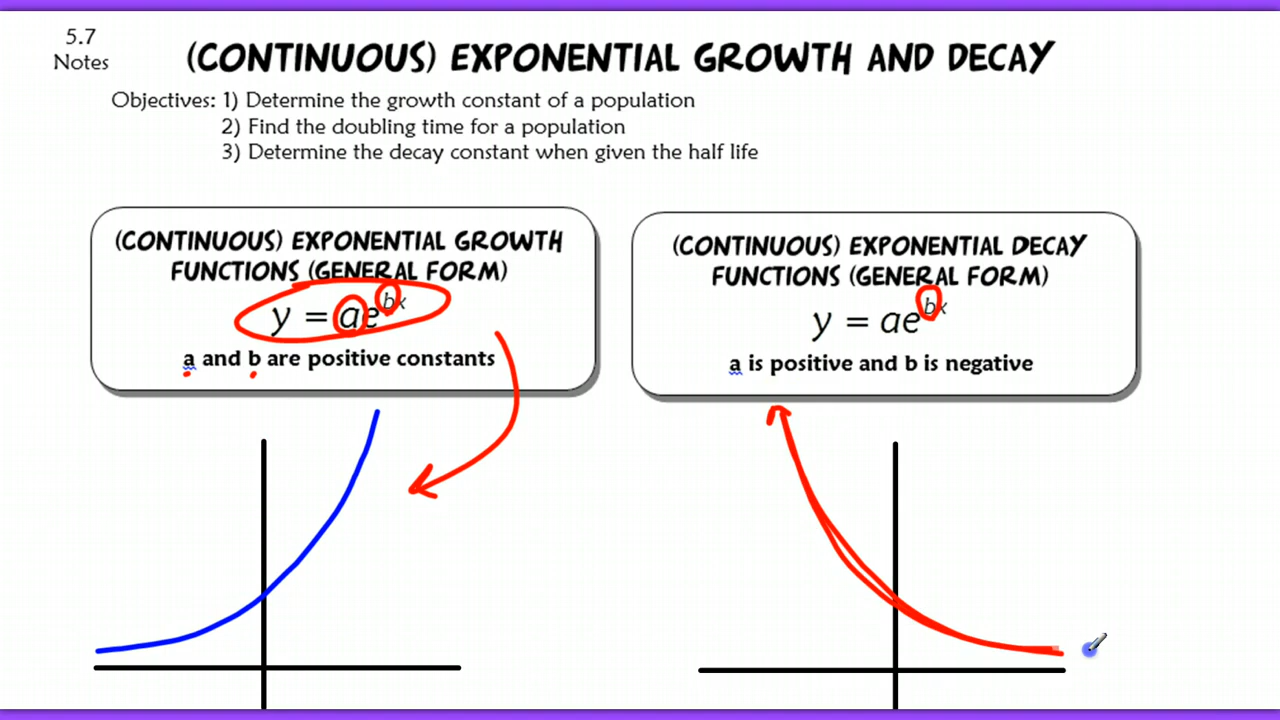 5.7
Notes
(CONTINUOUS) EXPONENTIAL GROWTH AND DECAY
Objectives: 1) Determine the growth constant of a population
2) Find the doubling time for a population
3) Determine the decay constant when given the half life
(CONTINUOUS) EXPONENTIAL GROWTH
FUNCTIONS (GENERAL FORM)
y = ae^{bx}
a and b are positive constants
(CONTINUOUS) EXPONENTIAL DECAY
FUNCTIONS (GENERAL FORM)
y = ae^{bx}
a is positive and b is negative